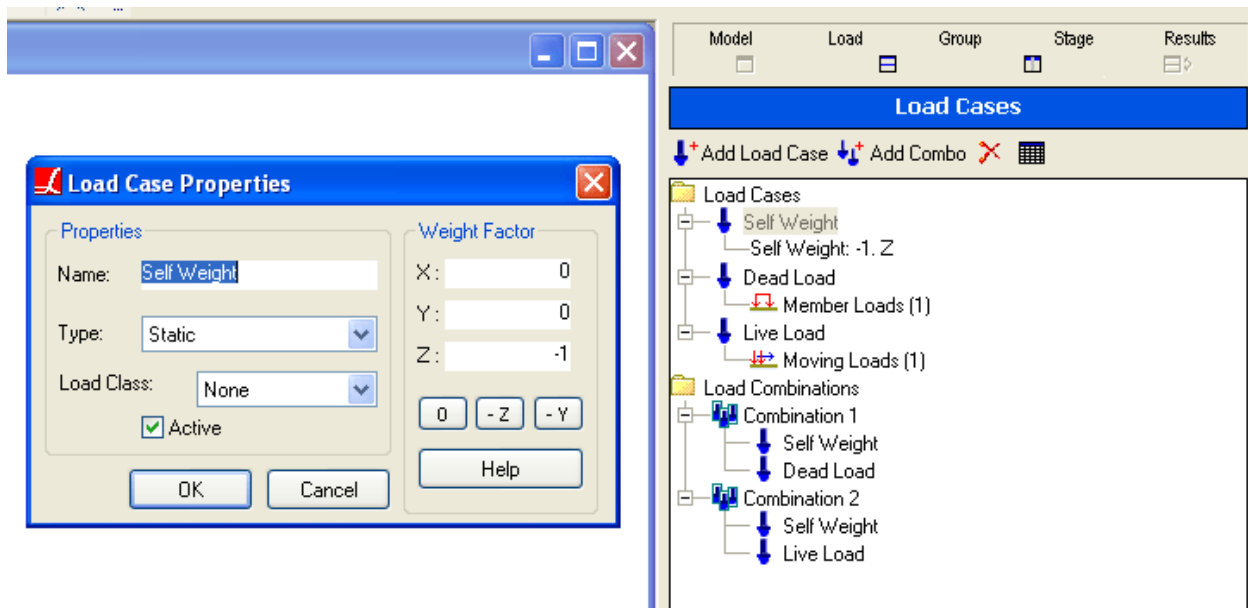 Model Load Group Stage Results
Load Cases
Add Load Case Add Combo
Load Cases
Self Weight
Self Weight: -1. Z
Dead Load
Member Loads (1)
Live Load
Moving Loads (1)
Load Combinations
Combination 1
Self Weight
Dead Load
Combination 2
Self Weight
Live Load
Load Case Properties
Properties
Name: Self Weight
Type: Static
Load Class: None
Active
OK Cancel
Weight Factor
X: 0
Y: 0
Z: -1
0 - Z - Y
Help